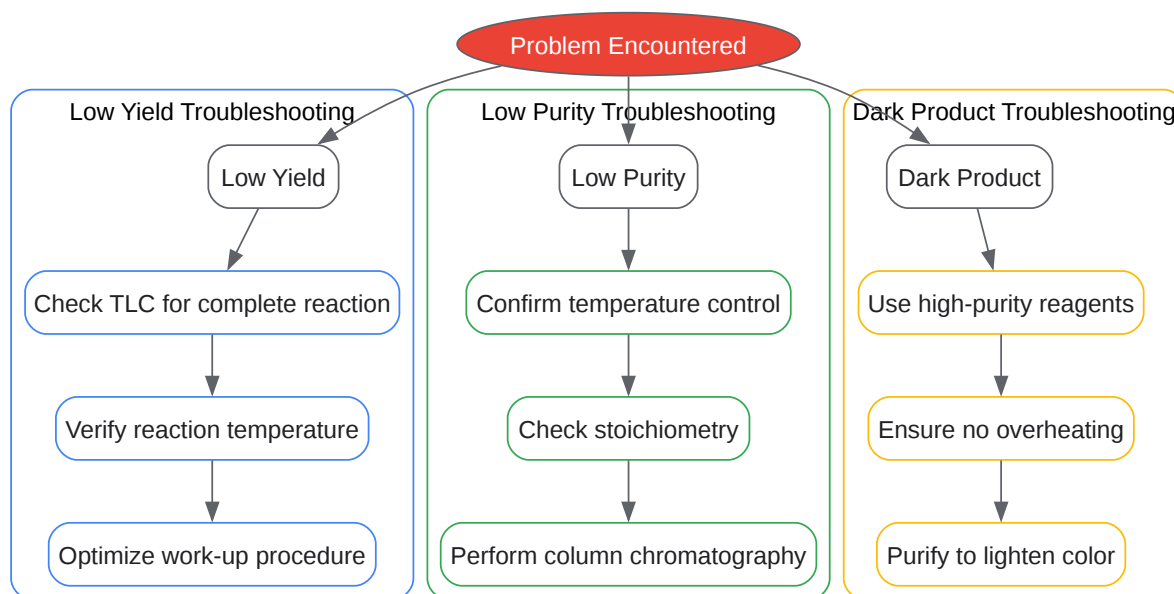 Problem Encountered
Low Yield Troubleshooting
Low Purity Troubleshooting
Dark Product Troubleshooting
Low Yield
Low Purity
Dark Product
Check TLC for complete reaction
Confirm temperature control
Use high-purity reagents
Verify reaction temperature
Check stoichiometry
Ensure no overheating
Optimize work-up procedure
Perform column chromatography
Purify to lighten color